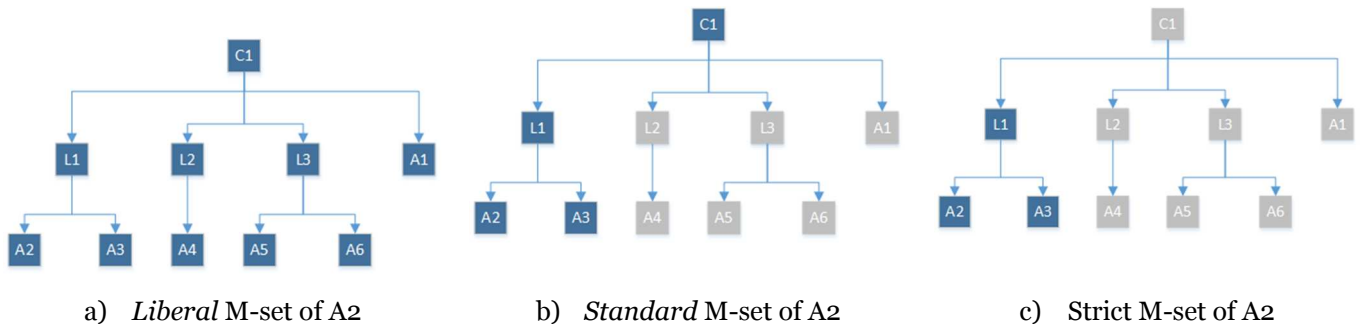 C1
L1 L2 L3 A1
A2 A3 A4 A5 A6
a) Liberal M-set of A2
C1
L1 L2 L3 A1
A2 A3 A4 A5 A6
b) Standard M-set of A2
C1
L1 L2 L3 A1
A2 A3 A4 A5 A6
c) Strict M-set of A2